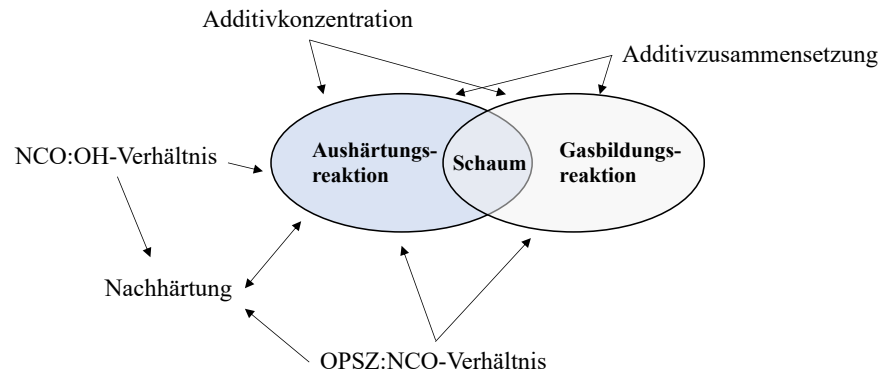 Additivkonzentration
Additivzusammensetzung
NCO:OH-Verhältnis
Aushärtungs-
reaktion
Schaum
Gasbildungs-
reaktion
Nachhärtung
OPSZ:NCO-Verhältnis